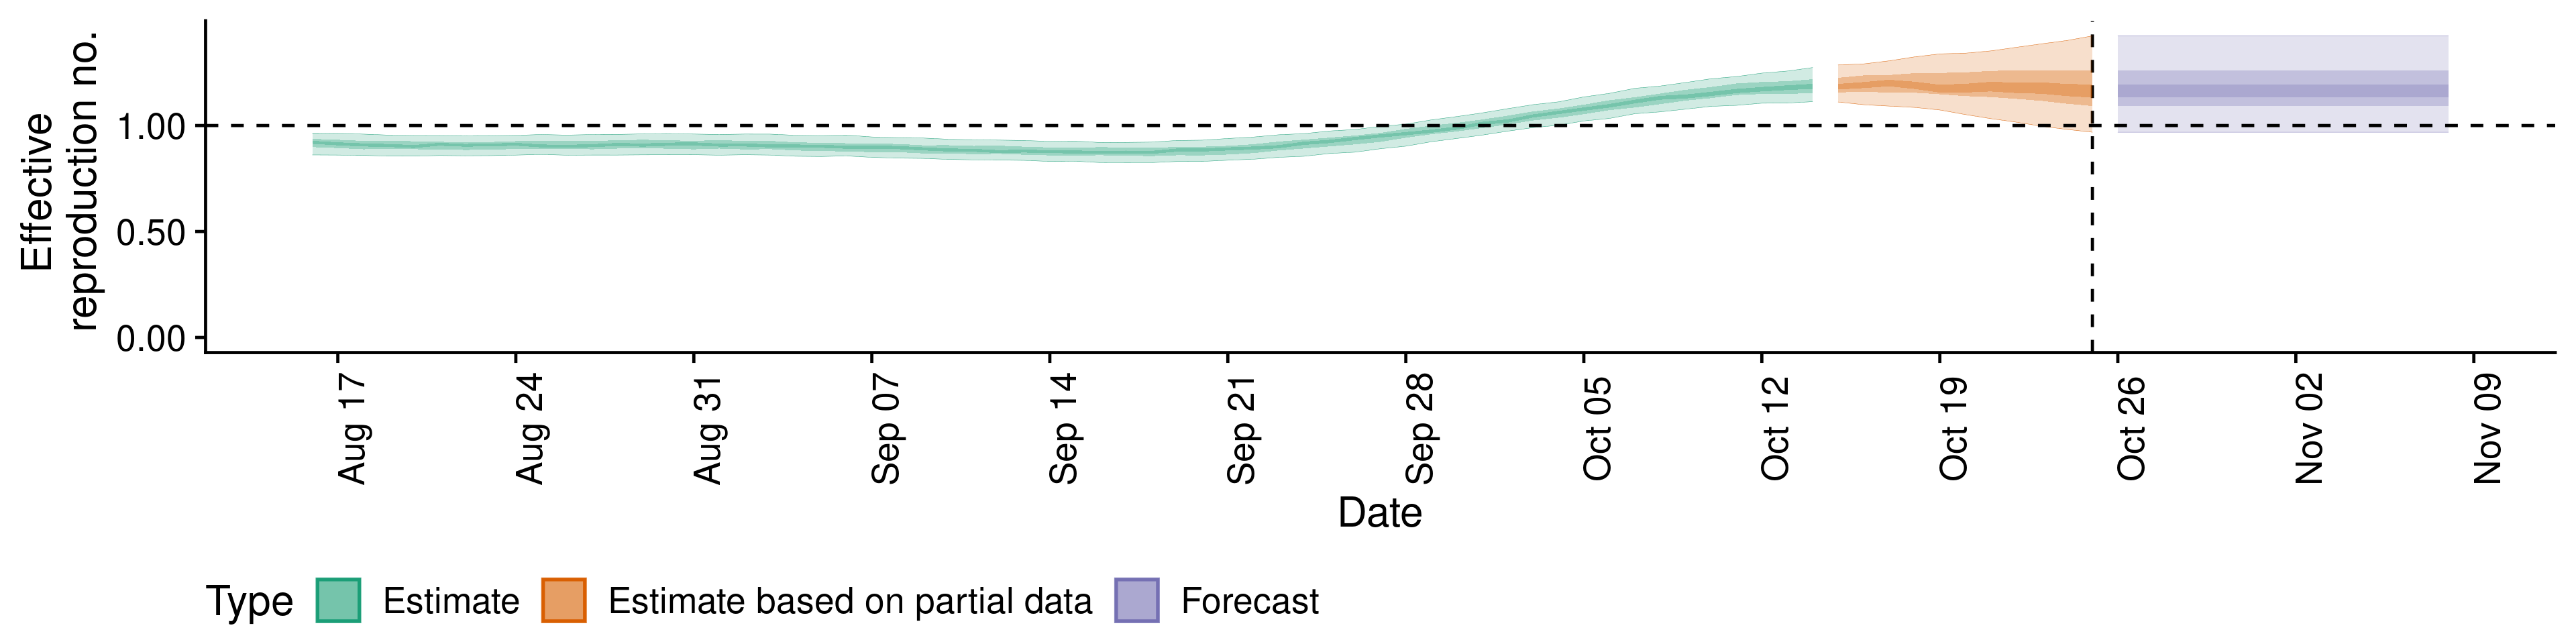 Effective
reproduction no.
1.00
0.50
0.00
Aug 17
Aug 24
Aug 31
Sep 07
Sep 14
Sep 21
Sep 28
Oct 05
Oct 12
Oct 19
Oct 26
Nov 02
Nov 09
Date
Type Estimate Estimate based on partial data Forecast